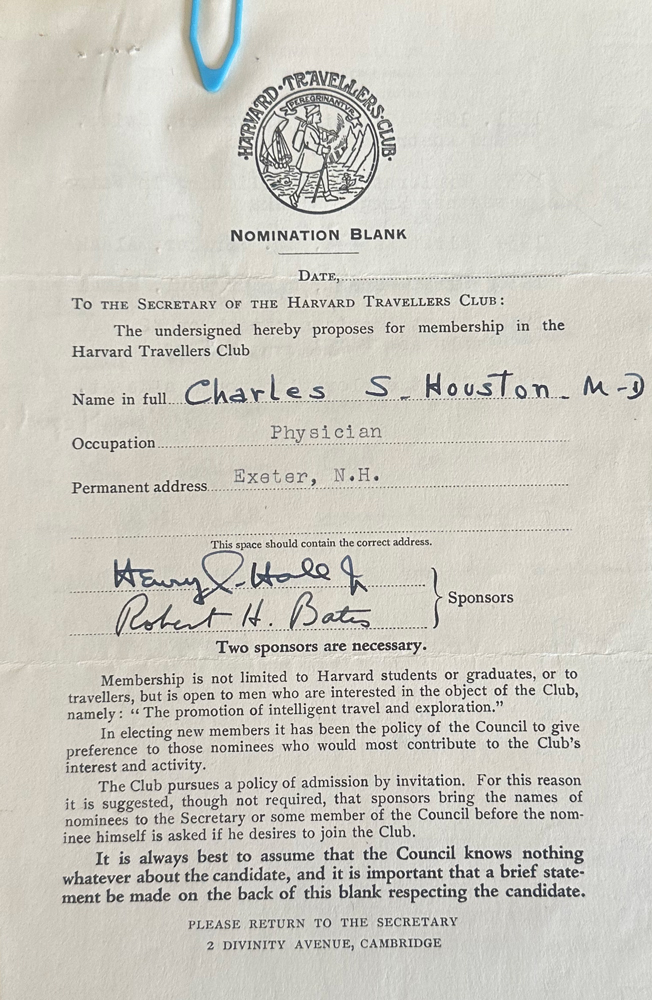 ·HARVARD·TRAVELLERS·CLUB·
PEREGRINANTVR
NOMINATION BLANK
DATE,
TO THE SECRETARY OF THE HARVARD TRAVELLERS CLUB:
The undersigned hereby proposes for membership in the
Harvard Travellers Club
Name in full Charles S. Houston. M-D
Occupation Physician
Permanent address Exeter, N.H.
This space should contain the correct address.
Henry S. Hall Jr
Robert H. Bates
Sponsors
Two sponsors are necessary.
Membership is not limited to Harvard students or graduates, or to
travellers, but is open to men who are interested in the object of the Club,
namely: “The promotion of intelligent travel and exploration.”
In electing new members it has been the policy of the Council to give
preference to those nominees who would most contribute to the Club's
interest and activity.
The Club pursues a policy of admission by invitation. For this reason
it is suggested, though not required, that sponsors bring the names of
nominees to the Secretary or some member of the Council before the nom-
inee himself is asked if he desires to join the Club.
It is always best to assume that the Council knows nothing
whatever about the candidate, and it is important that a brief state-
ment be made on the back of this blank respecting the candidate.
PLEASE RETURN TO THE SECRETARY
2 DIVINITY AVENUE, CAMBRIDGE